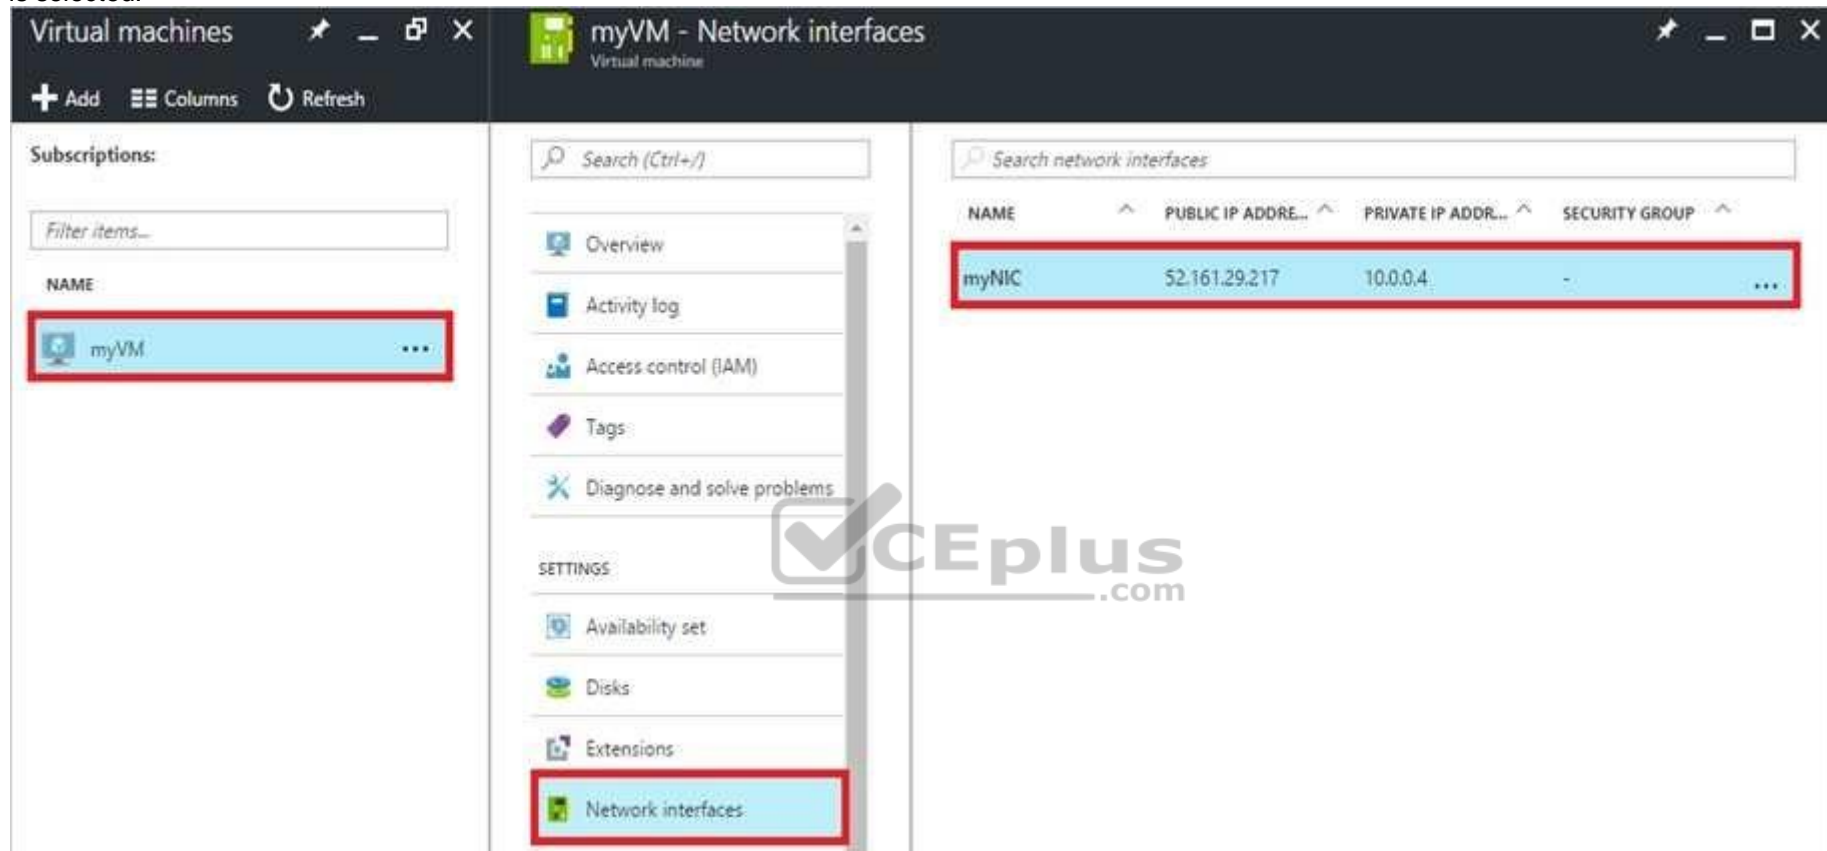 is selected.
Virtual machines
Add Columns Refresh
Subscriptions:
Filter items...
NAME
myVM
...
myVM - Network interfaces
Virtual machine
Search (Ctrl+/)
Overview
Activity log
Access control (IAM)
Tags
Diagnose and solve problems
SETTINGS
Availability set
Disks
Extensions
Network interfaces
Search network interfaces
NAME PUBLIC IP ADDRE... PRIVATE IP ADDR... SECURITY GROUP
myNIC 52.161.29.217 10.0.0.4 - ...
VCEplus
.com